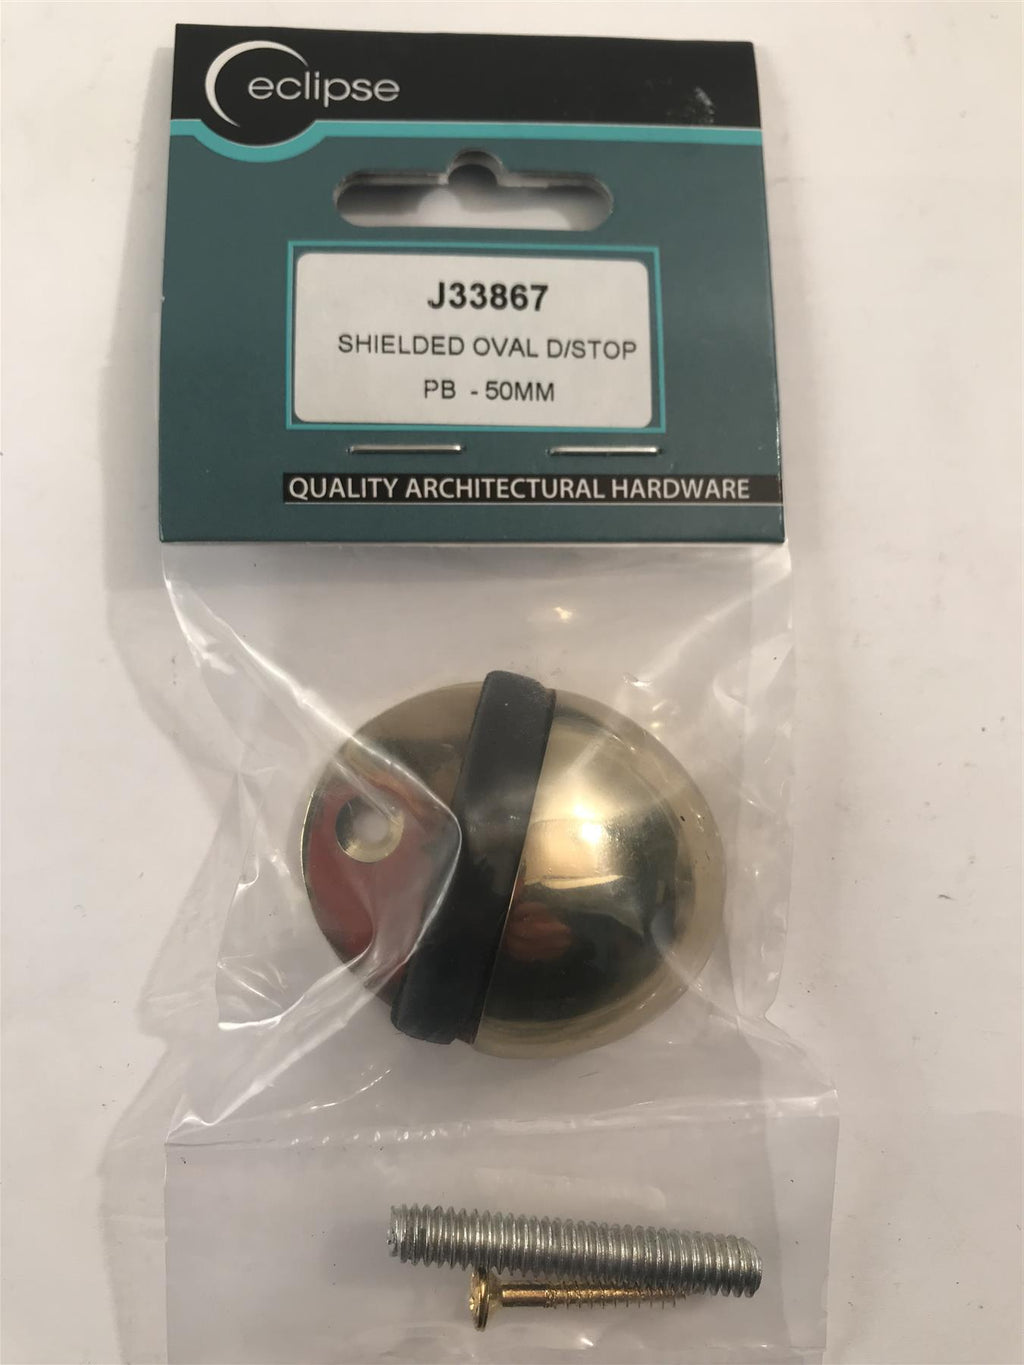 eclipse
J33867
SHIELDED OVAL D/STOP
PB - 50MM
QUALITY ARCHITECTURAL HARDWARE